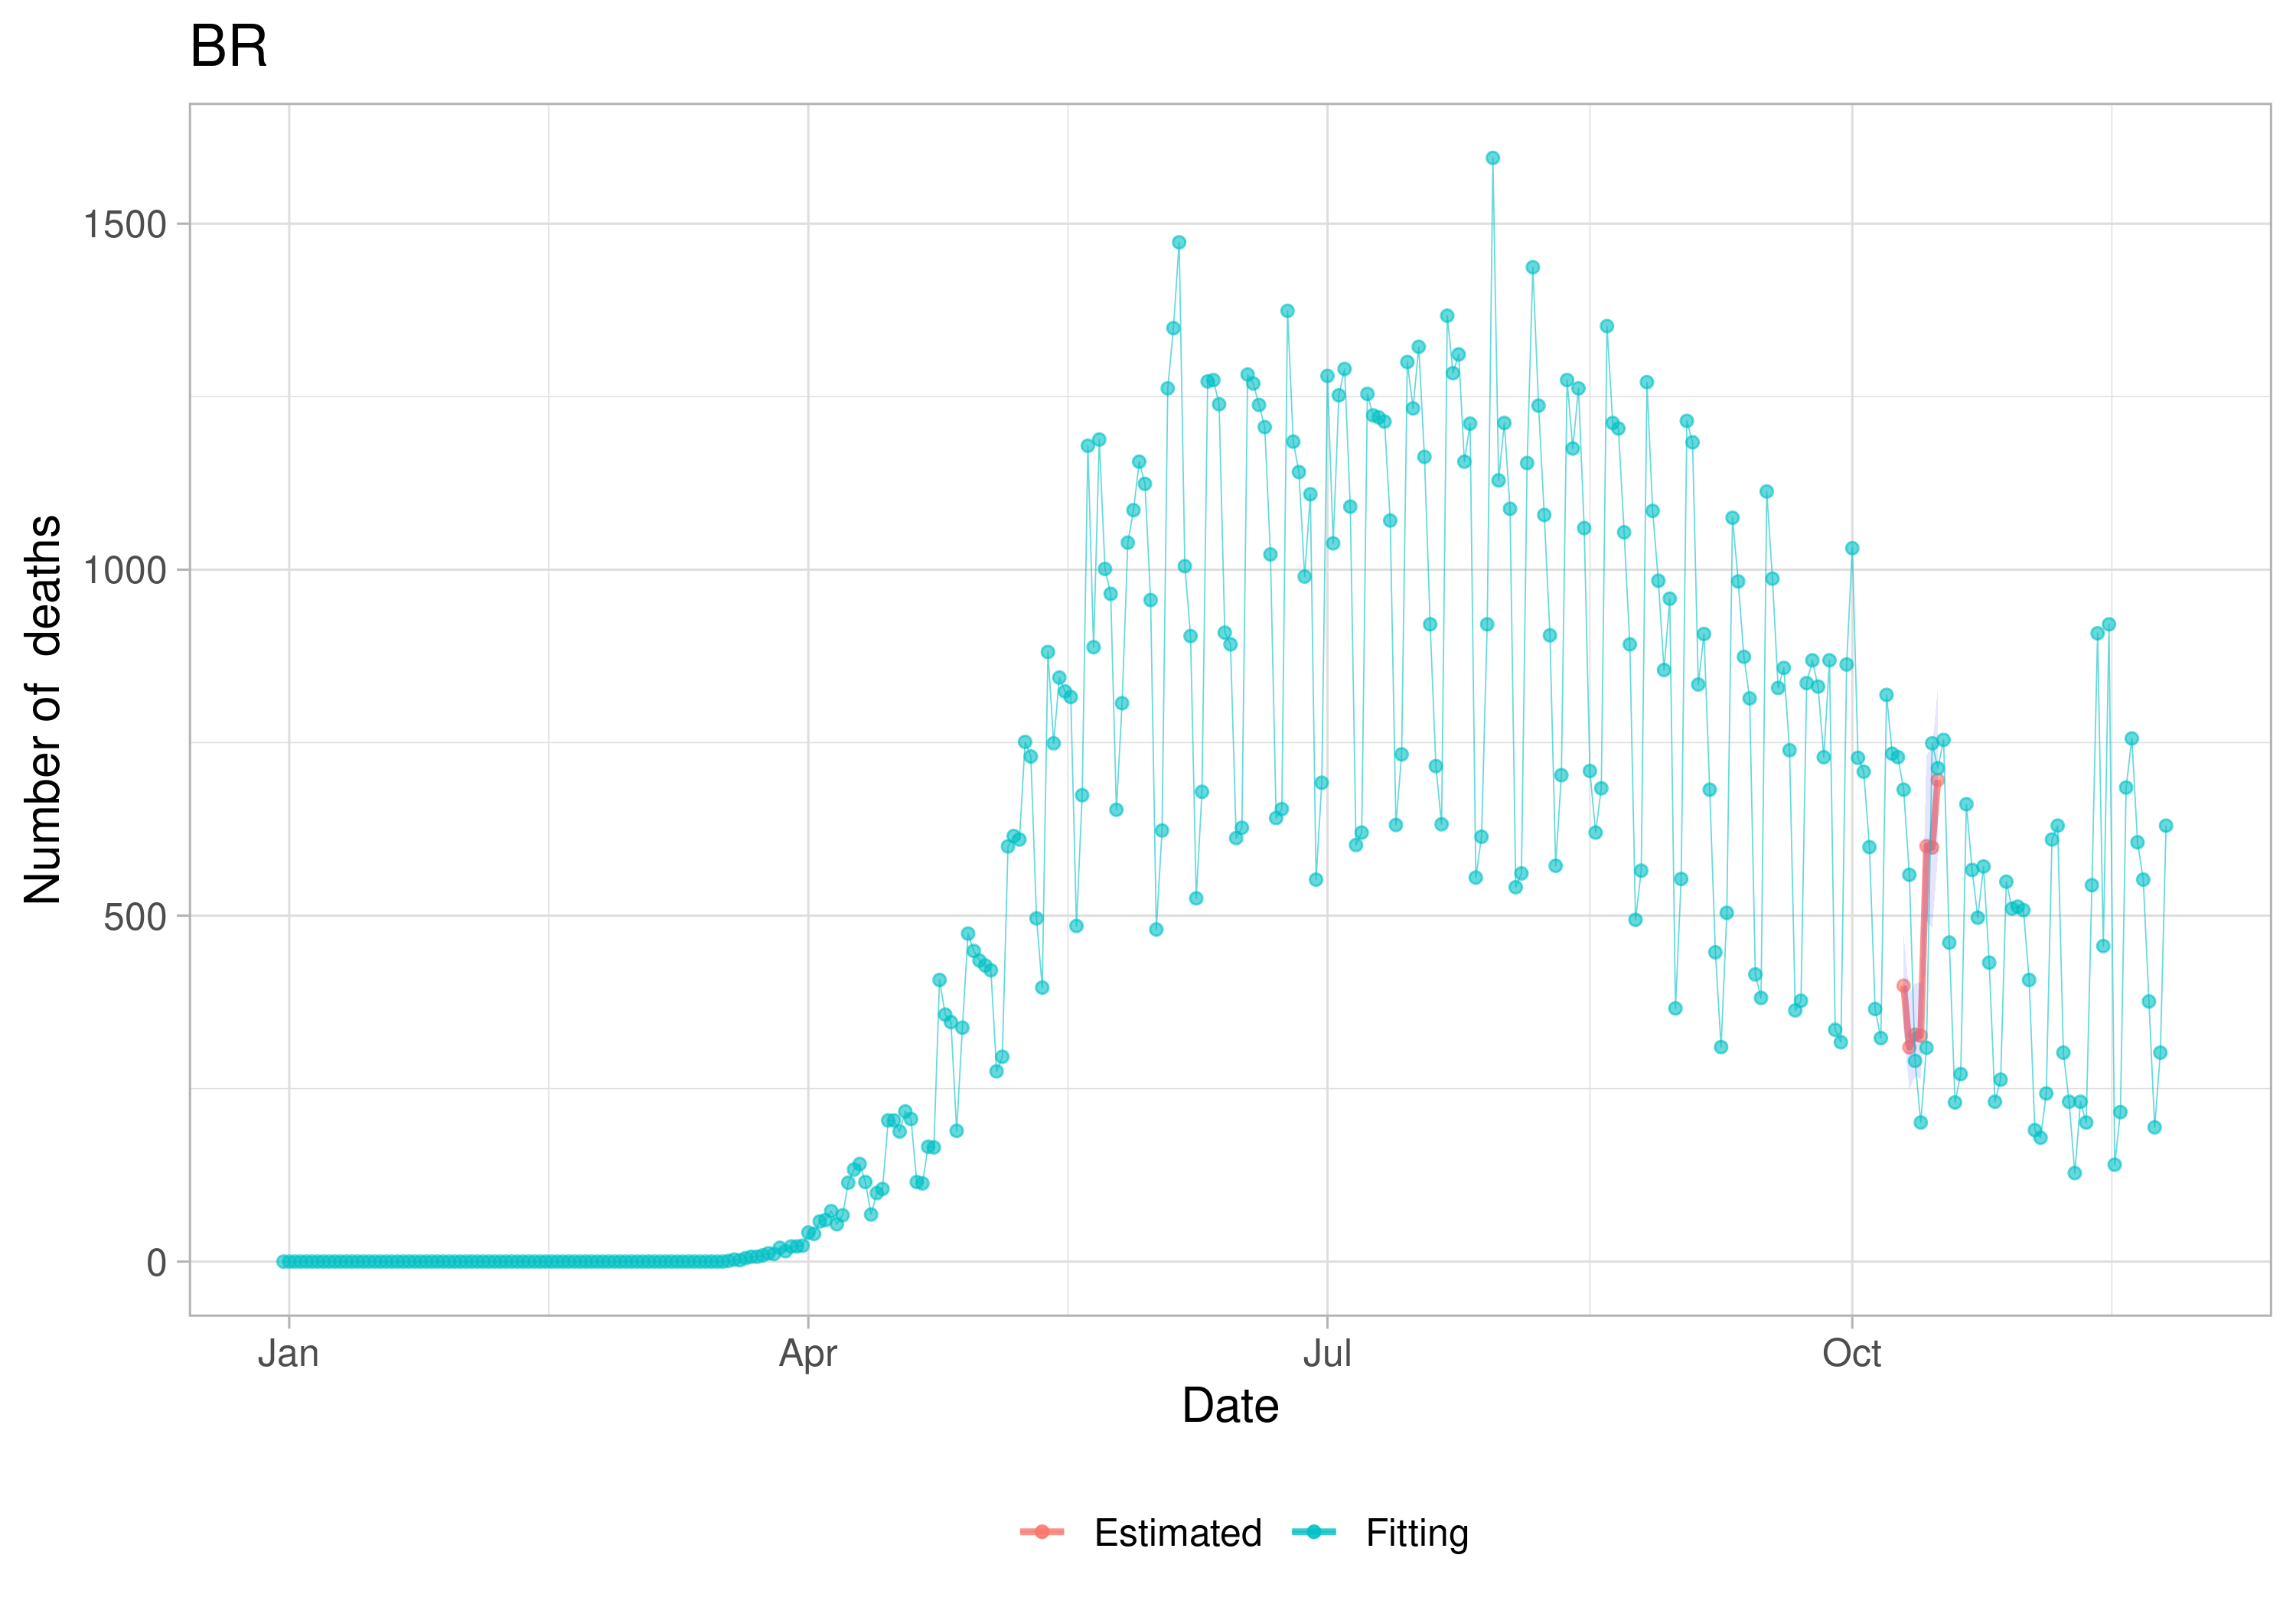 BR
1500
1000
500
0
Number of deaths
Jan Apr Jul Oct
Date
Estimated Fitting